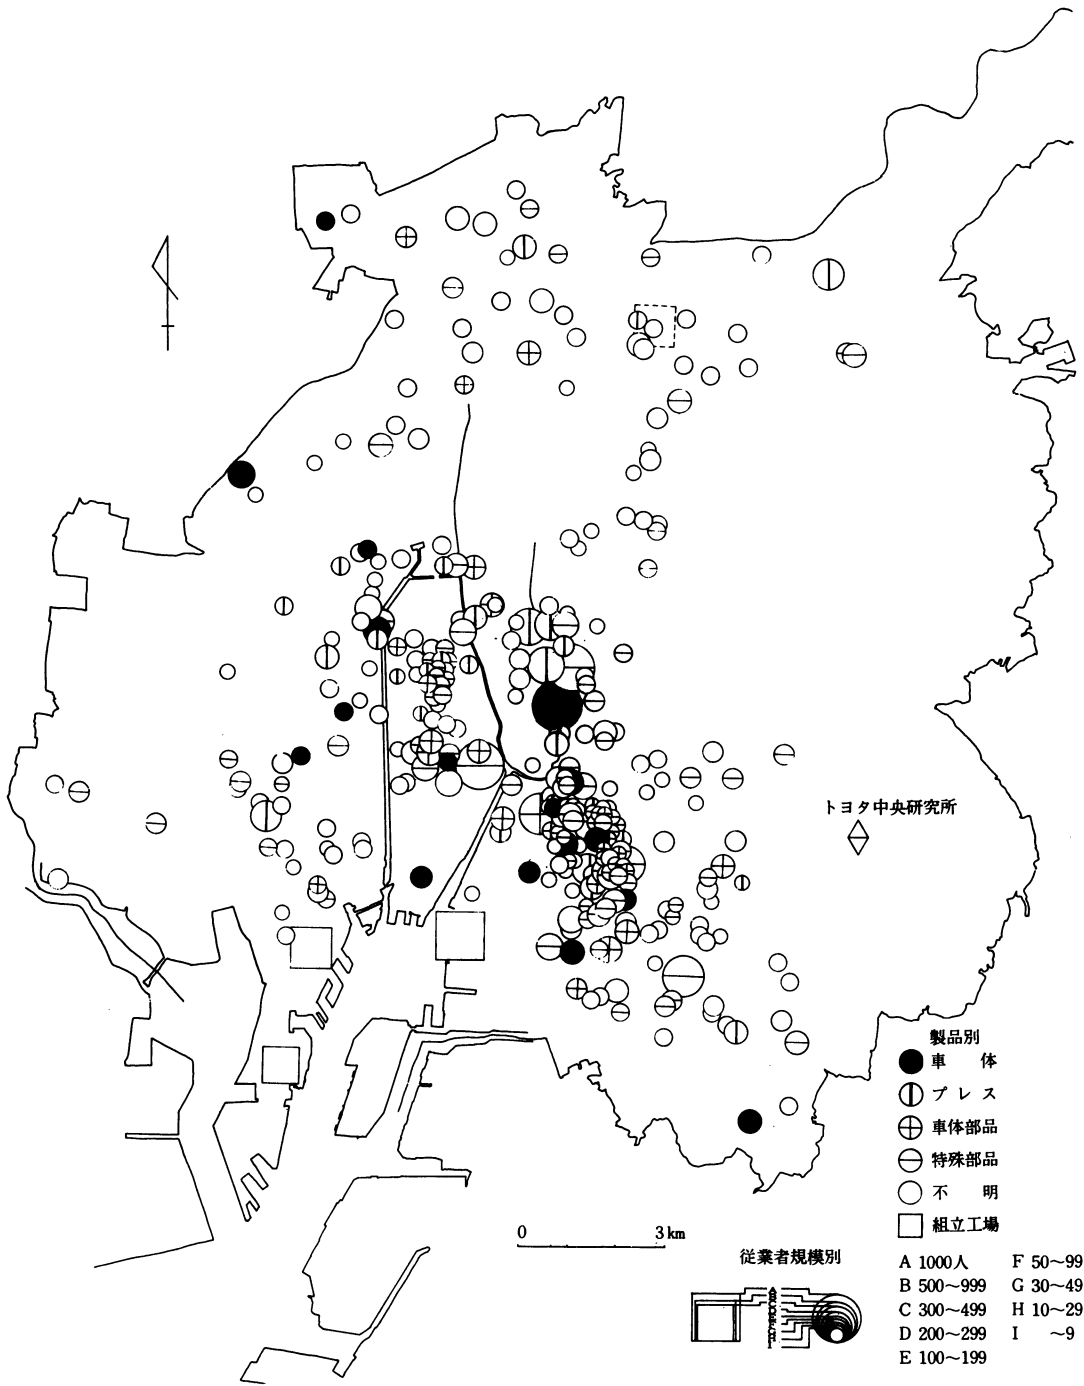 トヨタ中央研究所
製品別
車体
プレス
車体部品
特殊部品
不明
組立工場
0 3km
従業者規模別
A 1000人
B 500～999
C 300～499
D 200～299
E 100～199
F 50～99
G 30～49
H 10～29
I ～9